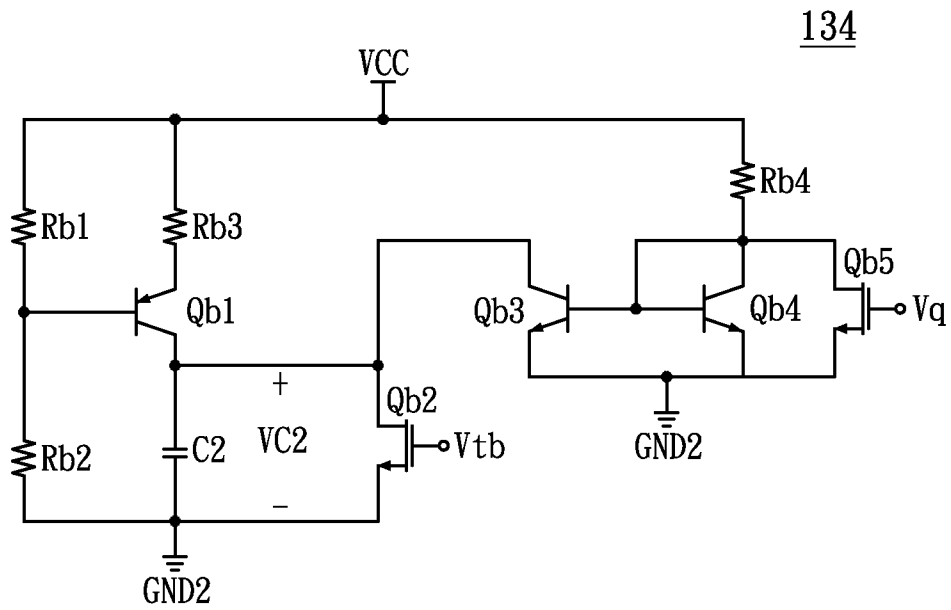 134
VCC
Rb1
Rb3
Rb4
Qb5
Qb1
Qb3
Qb4
Vq
+
Qb2
Rb2
C2
VC2
Vtb
GND2
-
GND2